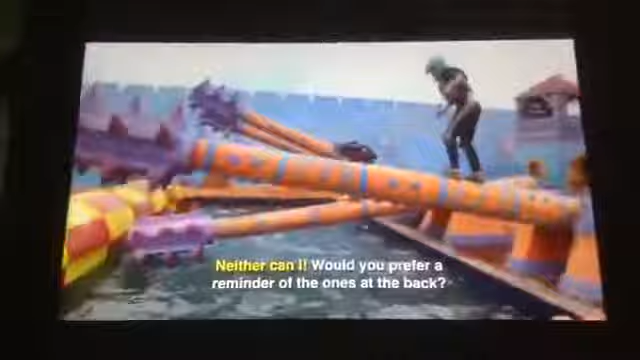 Neither can I! Would you prefer a
reminder of the ones at the back?